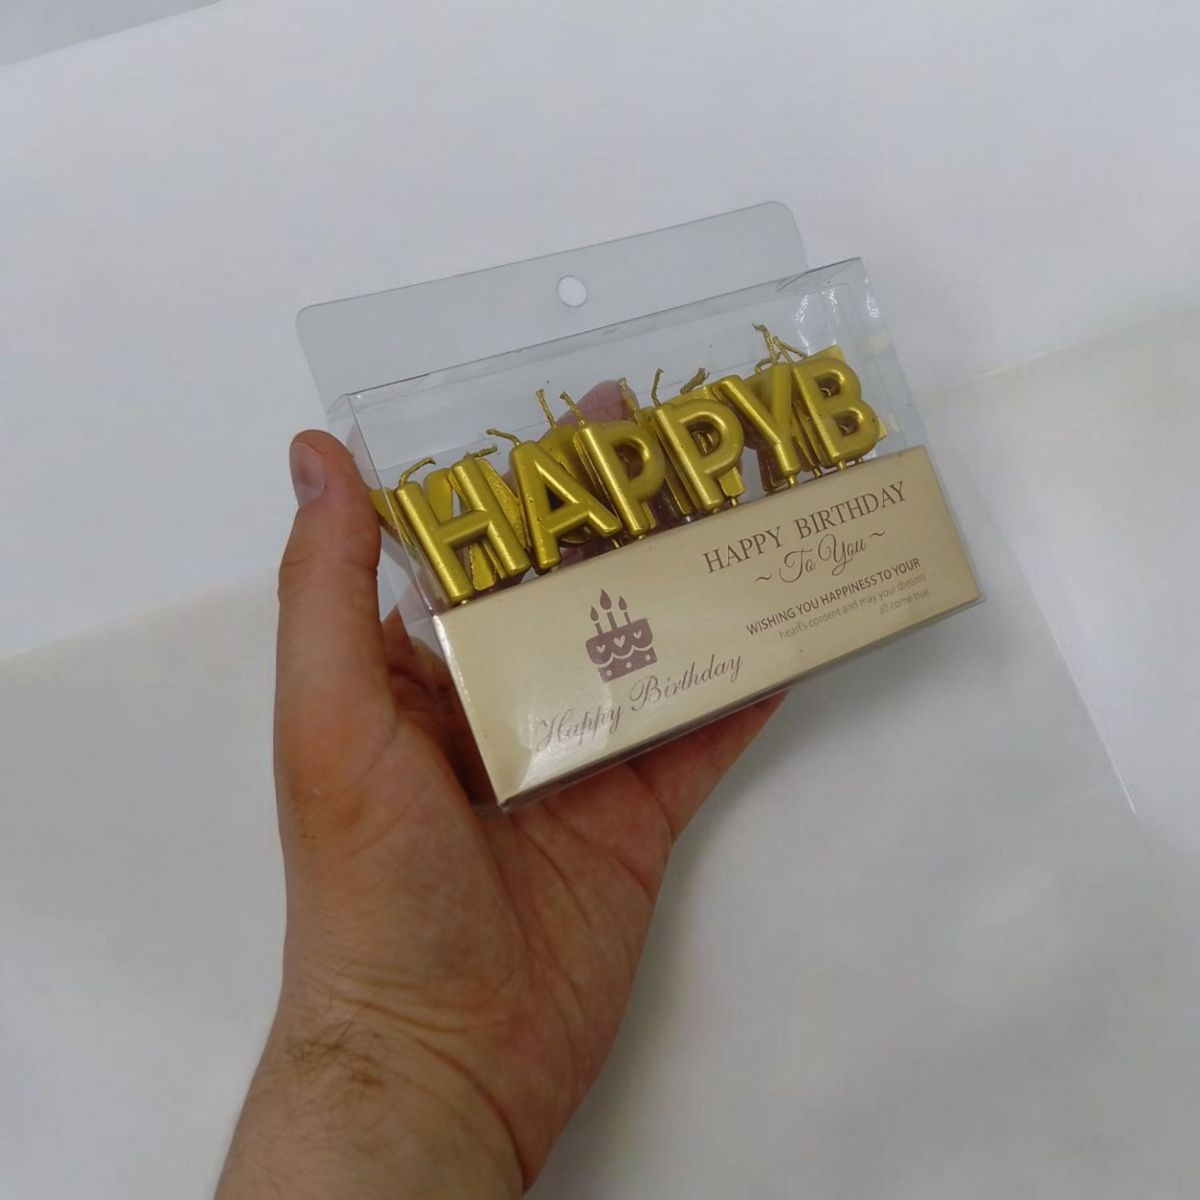 HAPPYB
HAPPY BIRTHDAY
~ To You ~
WISHING YOU HAPPINESS TO YOUR
heart's content and may your dreams
all come true
Happy Birthday